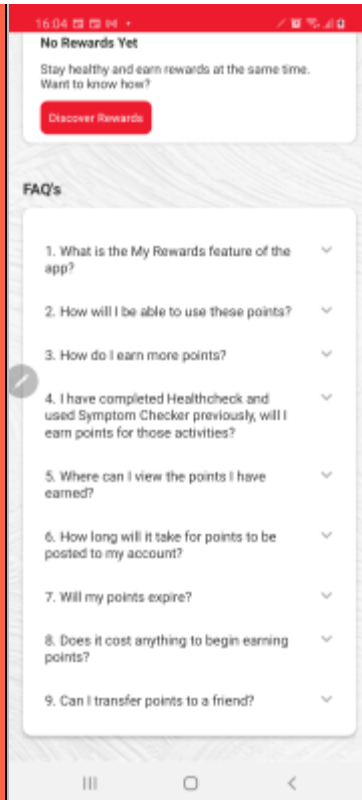 16:04
No Rewards Yet
Stay healthy and earn rewards at the same time.
Want to know how?
Discover Rewards
FAQ's
1. What is the My Rewards feature of the
app?
2. How will I be able to use these points?
3. How do I earn more points?
4. I have completed Healthcheck and
used Symptom Checker previously, will I
earn points for those activities?
5. Where can I view the points I have
earned?
6. How long will it take for points to be
posted to my account?
7. Will my points expire?
8. Does it cost anything to begin earning
points?
9. Can I transfer points to a friend?